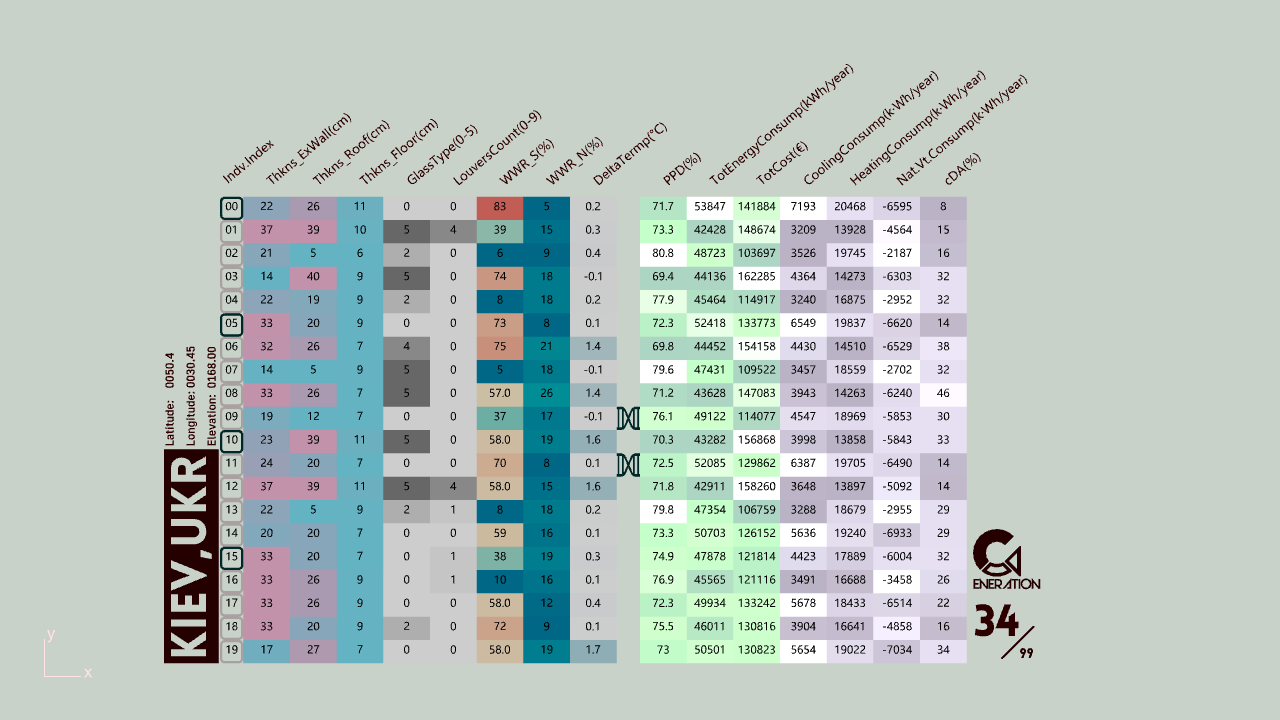 Indv.Index Thkns_ExWall(cm) Thkns_Roof(cm) Thkns_Floor(cm) GlassType(0-5) LouversCount(0-9) WWR_S(%) WWR_N(%) DeltaTermp(°C) PPD(%) TotEnergyConsump(kWh/year) TotCost(€) CoolingConsump(k·Wh/year) HeatingConsump(k·Wh/year) Nat.Vt.Consump(k·Wh/year) cDA(%)
00 22 26 11 0 0 83 5 0.2 71.7 53847 141884 7193 20468 -6595 8
01 37 39 10 5 4 39 15 0.3 73.3 42428 148674 3209 13928 -4564 15
02 21 5 6 2 0 6 9 0.4 80.8 48723 103697 3526 19745 -2187 16
03 14 40 9 5 0 74 18 -0.1 69.4 44136 162285 4364 14273 -6303 32
04 22 19 9 2 0 8 18 0.2 77.9 45464 114917 3240 16875 -2952 32
05 33 20 9 0 0 73 8 0.1 72.3 52418 133773 6549 19837 -6620 14
06 32 26 7 4 0 75 21 1.4 69.8 44452 154158 4430 14510 -6529 38
07 14 5 9 5 0 5 18 -0.1 79.6 47431 109522 3457 18559 -2702 32
08 33 26 7 5 0 57.0 26 1.4 71.2 43628 147083 3943 14263 -6240 46
09 19 12 7 0 0 37 17 -0.1 76.1 49122 114077 4547 18969 -5853 30
10 23 39 11 5 0 58.0 19 1.6 70.3 43282 156868 3998 13858 -5843 33
11 24 20 7 0 0 70 8 0.1 72.5 52085 129862 6387 19705 -6490 14
12 37 39 11 5 4 58.0 15 1.6 71.8 42911 158260 3648 13897 -5092 14
13 22 5 9 2 1 8 18 0.2 79.8 47354 106759 3288 18679 -2955 29
14 20 20 7 0 0 59 16 0.1 73.3 50703 126152 5636 19240 -6933 29
15 33 20 7 0 1 38 19 0.3 74.9 47878 121814 4423 17889 -6004 32
16 33 26 9 0 1 10 16 0.1 76.9 45565 121116 3491 16688 -3458 26
17 33 26 9 0 0 58.0 12 0.4 72.3 49934 133242 5678 18433 -6514 22
18 33 20 9 2 0 72 9 0.1 75.5 46011 130816 3904 16641 -4858 16
19 17 27 7 0 0 58.0 19 1.7 73 50501 130823 5654 19022 -7034 34
Latitude: 0050.4
Longitude: 0030.45
Elevation: 0168.00
KIEV,UKR
G
ENERATION
34/99
y
x